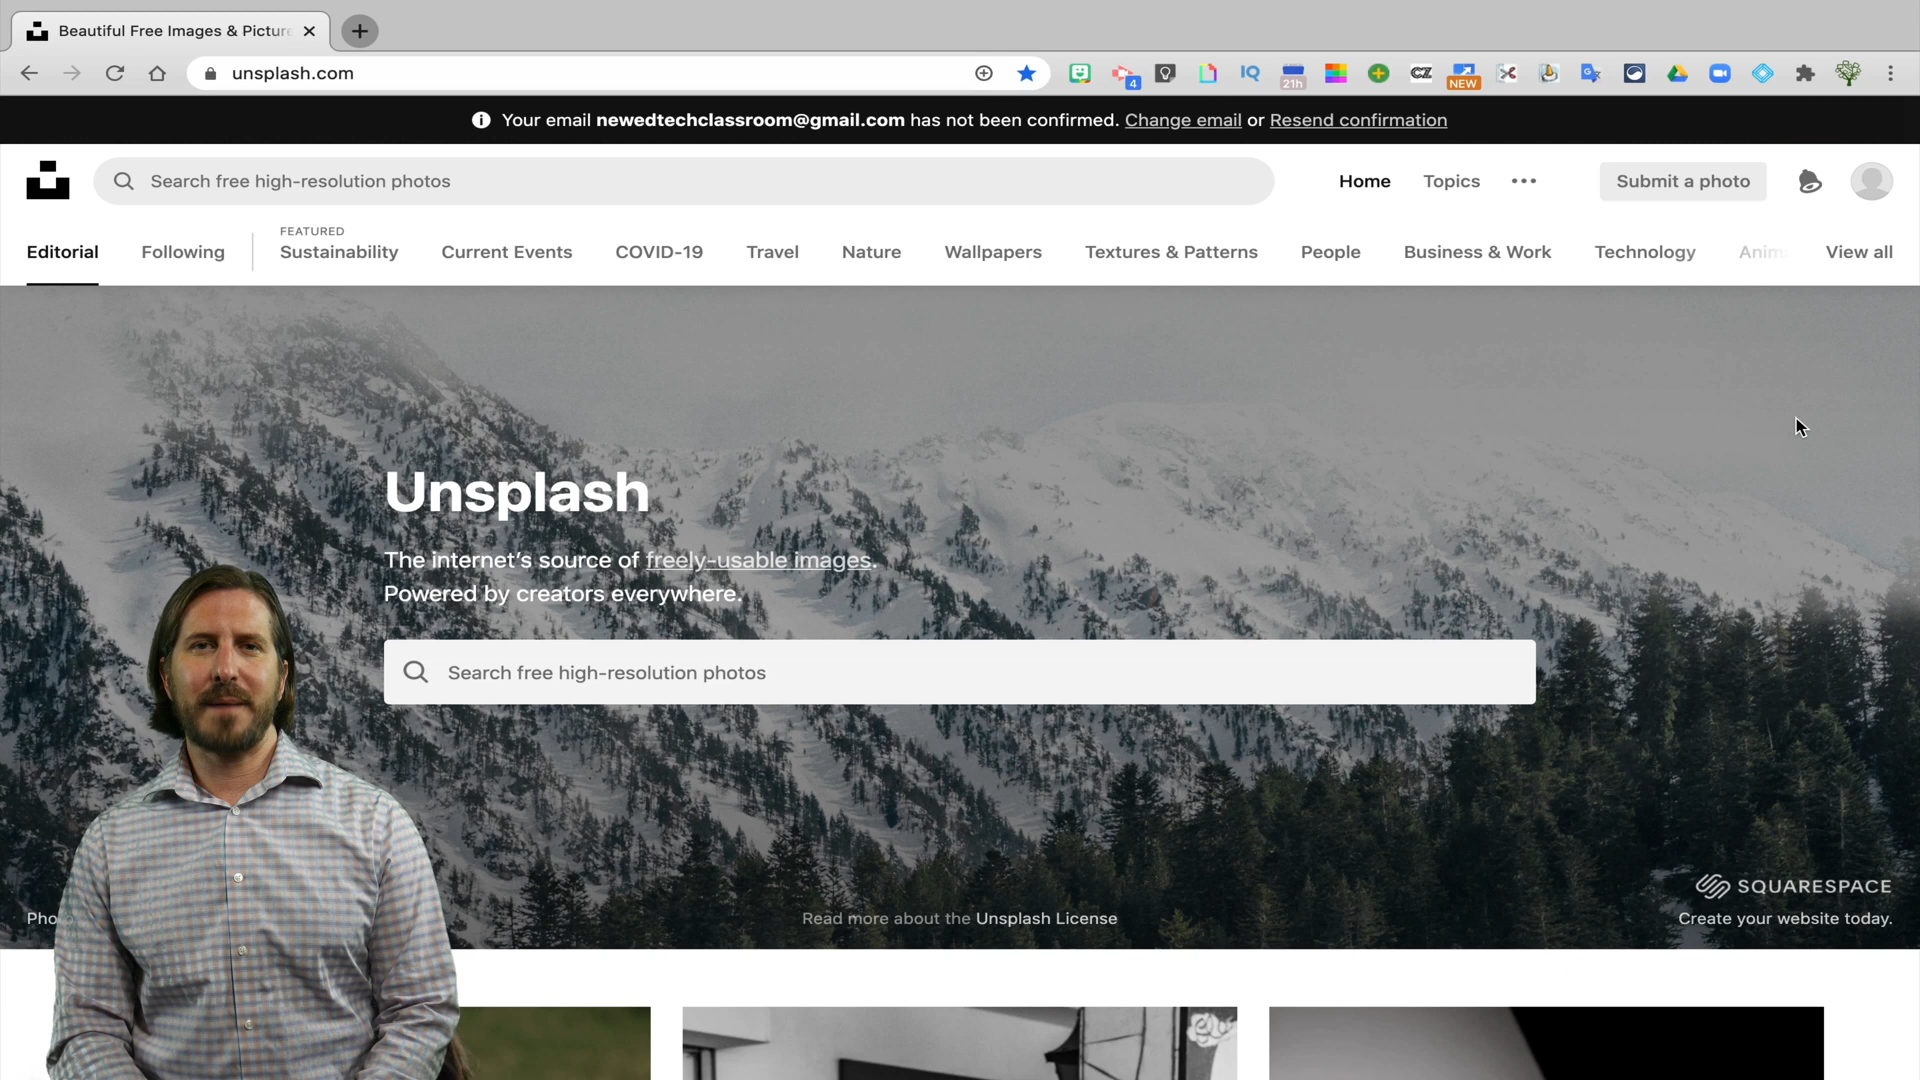 Beautiful Free Images & Pictur
unsplash.com
4
IQ
21h
CZ
NEW
Your email newedtechclassroom@gmail.com has not been confirmed. Change email or Resend confirmation
Search free high-resolution photos
Home
Topics
Submit a photo
FEATURED
Editorial
Following
Sustainability
Current Events
COVID-19
Travel
Nature
Wallpapers
Textures & Patterns
People
Business & Work
Technology
Anim
View all
Unsplash
The internet's source of freely-usable images.
Powered by creators everywhere.
Search free high-resolution photos
SQUARESPACE
Pho
Read more about the Unsplash License
Create your website today.